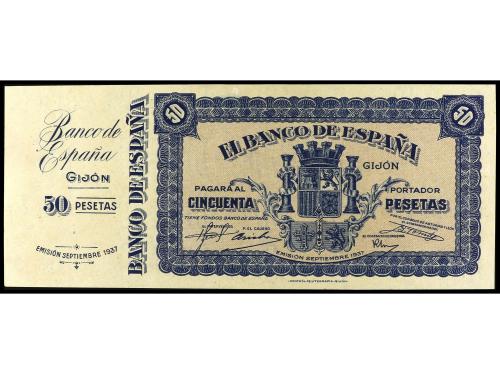 Banco de
España
GIJÓN
50 PESETAS
EMISIÓN SEPTIEMBRE 1937
BANCO DE ESPAÑA
50
50
EL BANCO DE ESPAÑA
GIJÓN
PAGARÁ AL PORTADOR
CINCUENTA PESETAS
TIENE FONDOS BANCO DE ESPAÑA
P. EL CAJERO
EMISIÓN SEPTIEMBRE 1937